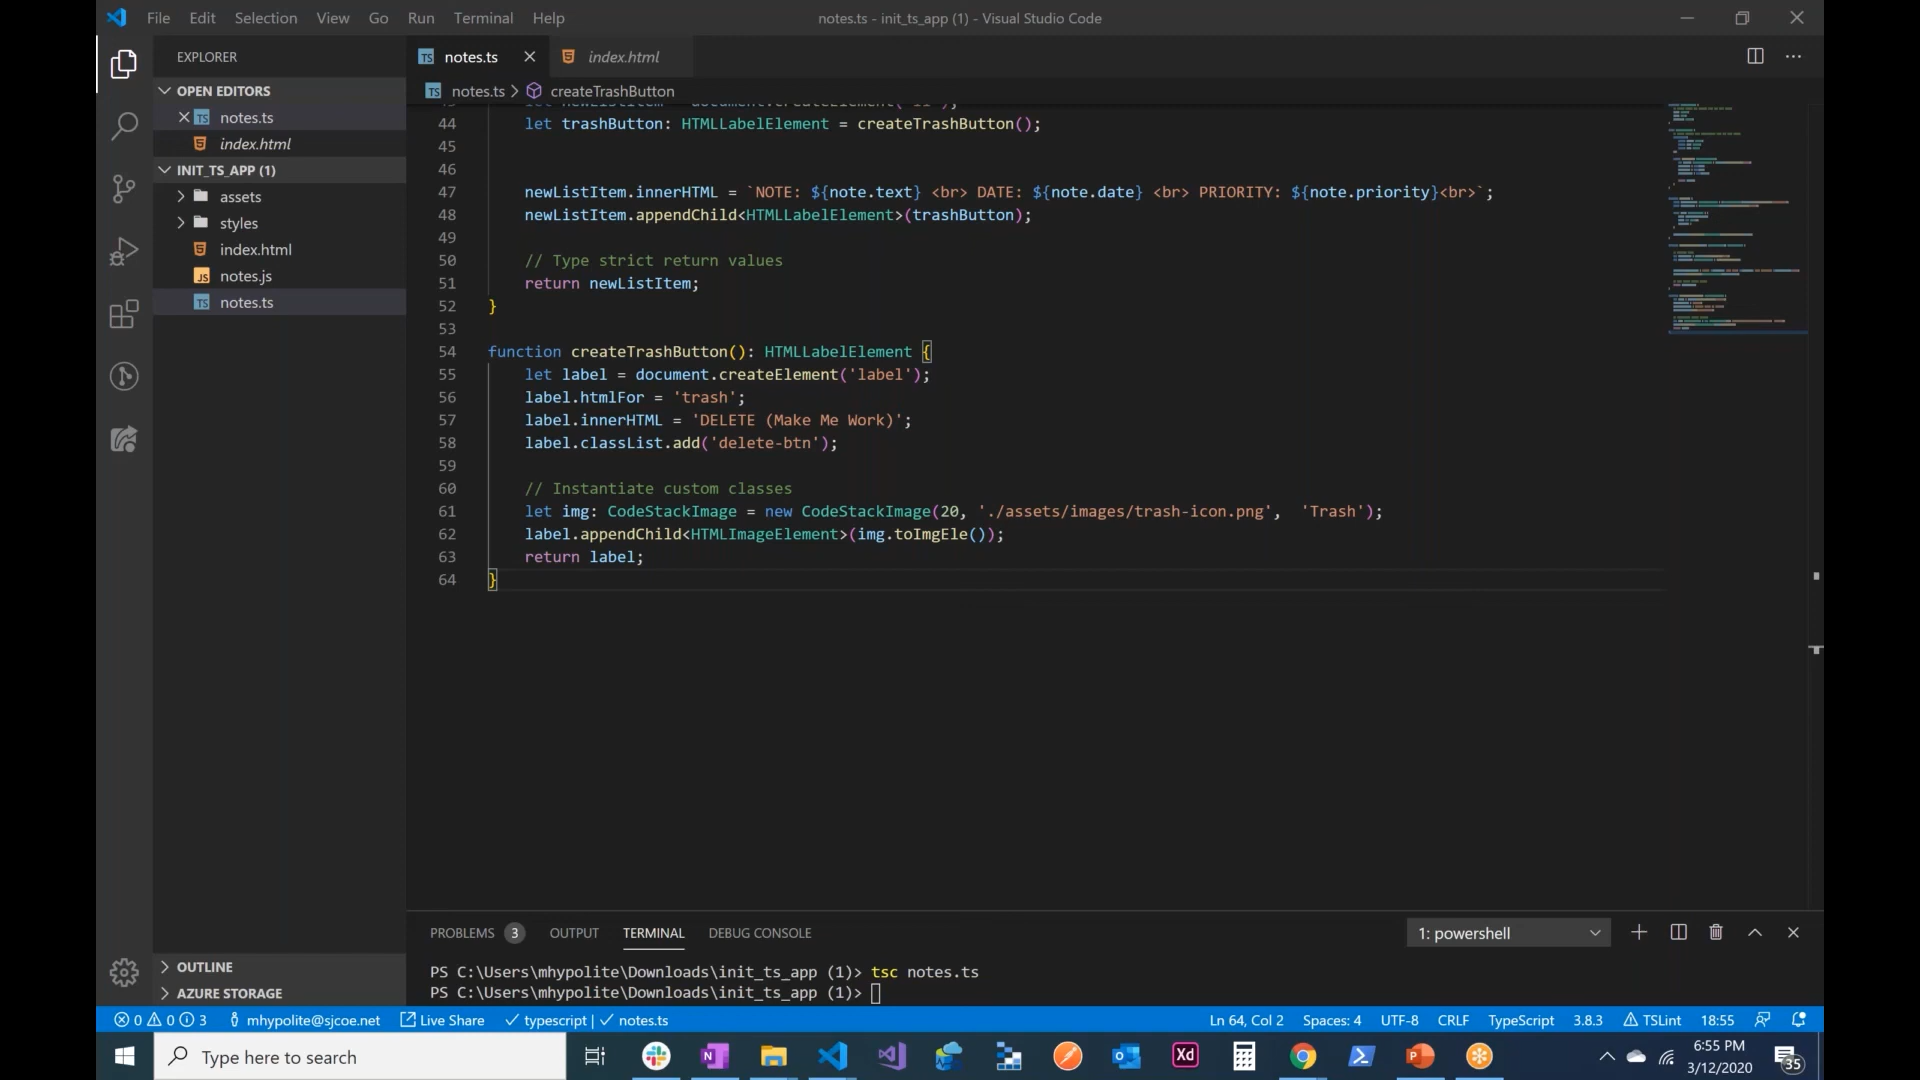 File Edit Selection View Go Run Terminal Help
notes.ts - init_ts_app (1) - Visual Studio Code
EXPLORER
OPEN EDITORS
TS notes.ts
index.html
INIT_TS_APP (1)
assets
styles
index.html
JS notes.js
TS notes.ts
OUTLINE
AZURE STORAGE
TS notes.ts
index.html
TS notes.ts > createTrashButton
44 let trashButton: HTMLLabelElement = createTrashButton();
45
46
47 newListItem.innerHTML = `NOTE: ${note.text} <br> DATE: ${note.date} <br> PRIORITY: ${note.priority}<br>`;
48 newListItem.appendChild<HTMLLabelElement>(trashButton);
49
50 // Type strict return values
51 return newListItem;
52 }
53
54 function createTrashButton(): HTMLLabelElement {
55 let label = document.createElement('label');
56 label.htmlFor = 'trash';
57 label.innerHTML = 'DELETE (Make Me Work)';
58 label.classList.add('delete-btn');
59
60 // Instantiate custom classes
61 let img: CodeStackImage = new CodeStackImage(20, './assets/images/trash-icon.png', 'Trash');
62 label.appendChild<HTMLImageElement>(img.toImgEle());
63 return label;
64 }
PROBLEMS 3 OUTPUT TERMINAL DEBUG CONSOLE
1: powershell
PS C:\Users\mhypolite\Downloads\init_ts_app (1)> tsc notes.ts
PS C:\Users\mhypolite\Downloads\init_ts_app (1)>
0 0 3 mhypolite@sjcoe.net Live Share typescript | notes.ts
Ln 64, Col 2 Spaces: 4 UTF-8 CRLF TypeScript 3.8.3 TSLint 18:55
Type here to search
N
Xd
P
6:55 PM
3/12/2020
35